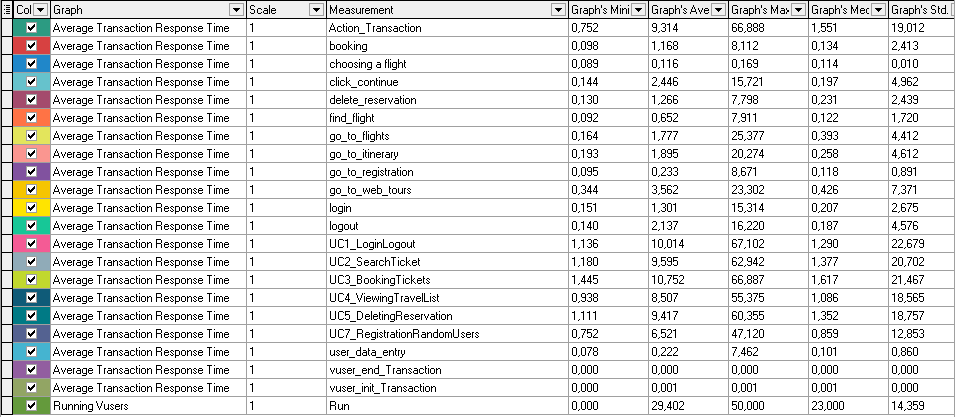 Col Graph Scale Measurement Graph's Mini Graph's Ave Graph's Max Graph's Med Graph's Std.
Average Transaction Response Time 1 Action_Transaction 0,752 9,314 66,888 1,551 19,012
Average Transaction Response Time 1 booking 0,098 1,168 8,112 0,134 2,413
Average Transaction Response Time 1 choosing a flight 0,089 0,116 0,169 0,114 0,010
Average Transaction Response Time 1 click_continue 0,144 2,446 15,721 0,197 4,962
Average Transaction Response Time 1 delete_reservation 0,130 1,266 7,798 0,231 2,439
Average Transaction Response Time 1 find_flight 0,092 0,652 7,911 0,122 1,720
Average Transaction Response Time 1 go_to_flights 0,164 1,777 25,377 0,393 4,412
Average Transaction Response Time 1 go_to_itinerary 0,193 1,895 20,274 0,258 4,612
Average Transaction Response Time 1 go_to_registration 0,095 0,233 8,671 0,118 0,891
Average Transaction Response Time 1 go_to_web_tours 0,344 3,562 23,302 0,426 7,371
Average Transaction Response Time 1 login 0,151 1,301 15,314 0,207 2,675
Average Transaction Response Time 1 logout 0,140 2,137 16,220 0,187 4,576
Average Transaction Response Time 1 UC1_LoginLogout 1,136 10,014 67,102 1,290 22,679
Average Transaction Response Time 1 UC2_SearchTicket 1,180 9,595 62,942 1,377 20,702
Average Transaction Response Time 1 UC3_BookingTickets 1,445 10,752 66,887 1,617 21,467
Average Transaction Response Time 1 UC4_ViewingTravelList 0,938 8,507 55,375 1,086 18,565
Average Transaction Response Time 1 UC5_DeletingReservation 1,111 9,417 60,355 1,352 18,757
Average Transaction Response Time 1 UC7_RegistrationRandomUsers 0,752 6,521 47,120 0,859 12,853
Average Transaction Response Time 1 user_data_entry 0,078 0,222 7,462 0,101 0,860
Average Transaction Response Time 1 vuser_end_Transaction 0,000 0,000 0,000 0,000 0,000
Average Transaction Response Time 1 vuser_init_Transaction 0,000 0,001 0,001 0,000 0,000
Running Vusers 1 Run 0,000 29,402 50,000 23,000 14,359